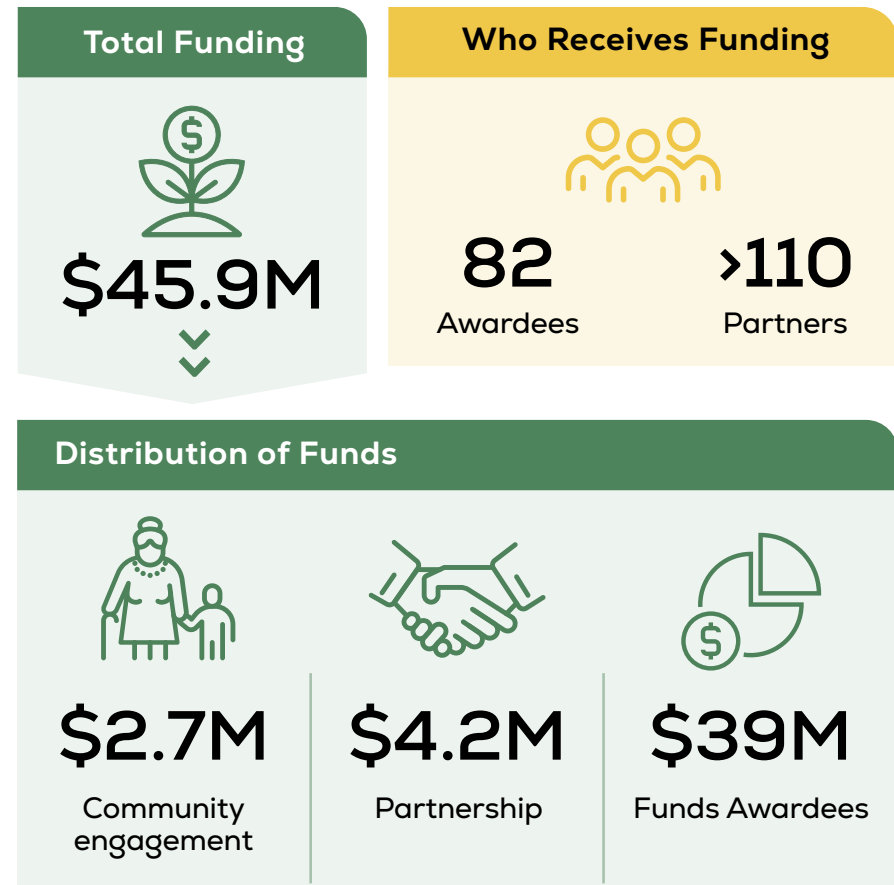 Total Funding
$45.9M
Who Receives Funding
82
Awardees
>110
Partners
Distribution of Funds
$2.7M
Community
engagement
$4.2M
Partnership
$39M
Funds Awardees